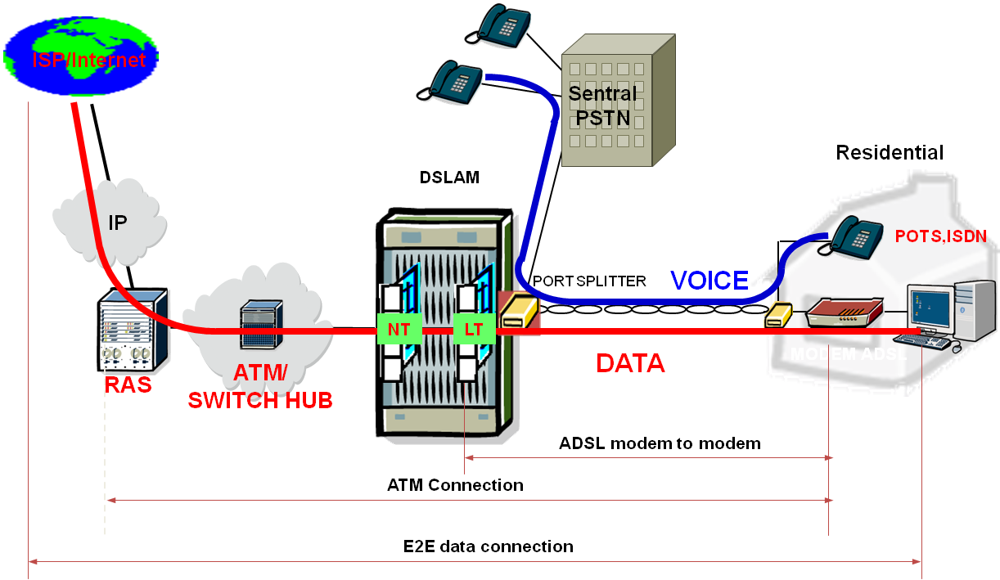 ISP/Internet
Sentral
PSTN
Residential
DSLAM
IP
POTS,ISDN
PORT SPLITTER
VOICE
NT
LT
RAS
ATM/
SWITCH HUB
DATA
MODEM ADSL
ADSL modem to modem
ATM Connection
E2E data connection